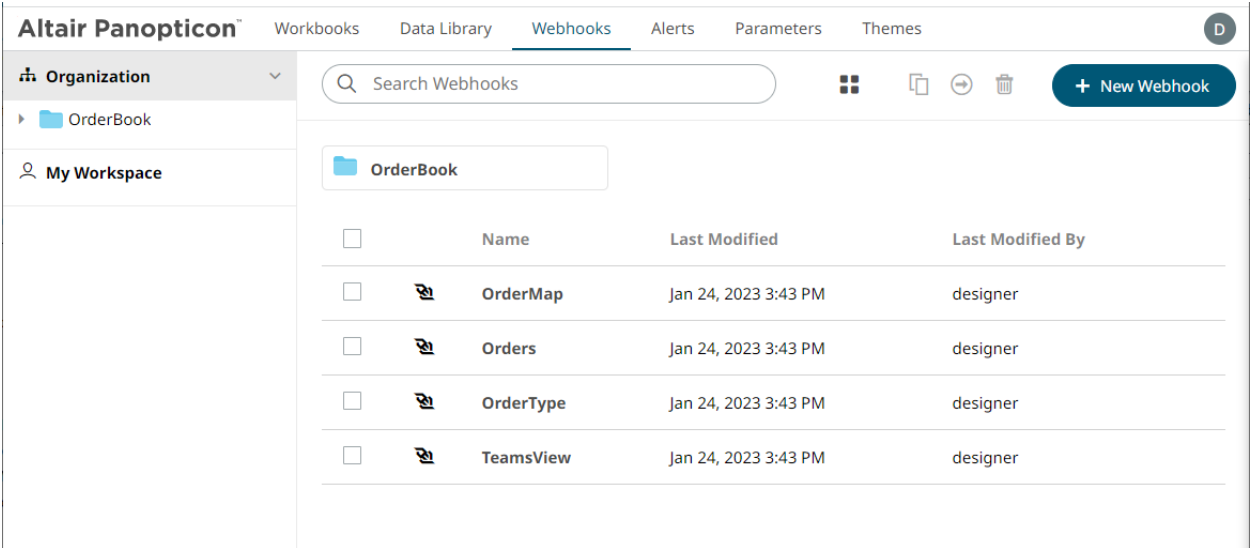 Altair Panopticon™ Workbooks Data Library Webhooks Alerts Parameters Themes D
Organization
OrderBook
My Workspace
Search Webhooks
+ New Webhook
OrderBook
Name Last Modified Last Modified By
OrderMap Jan 24, 2023 3:43 PM designer
Orders Jan 24, 2023 3:43 PM designer
OrderType Jan 24, 2023 3:43 PM designer
TeamsView Jan 24, 2023 3:43 PM designer